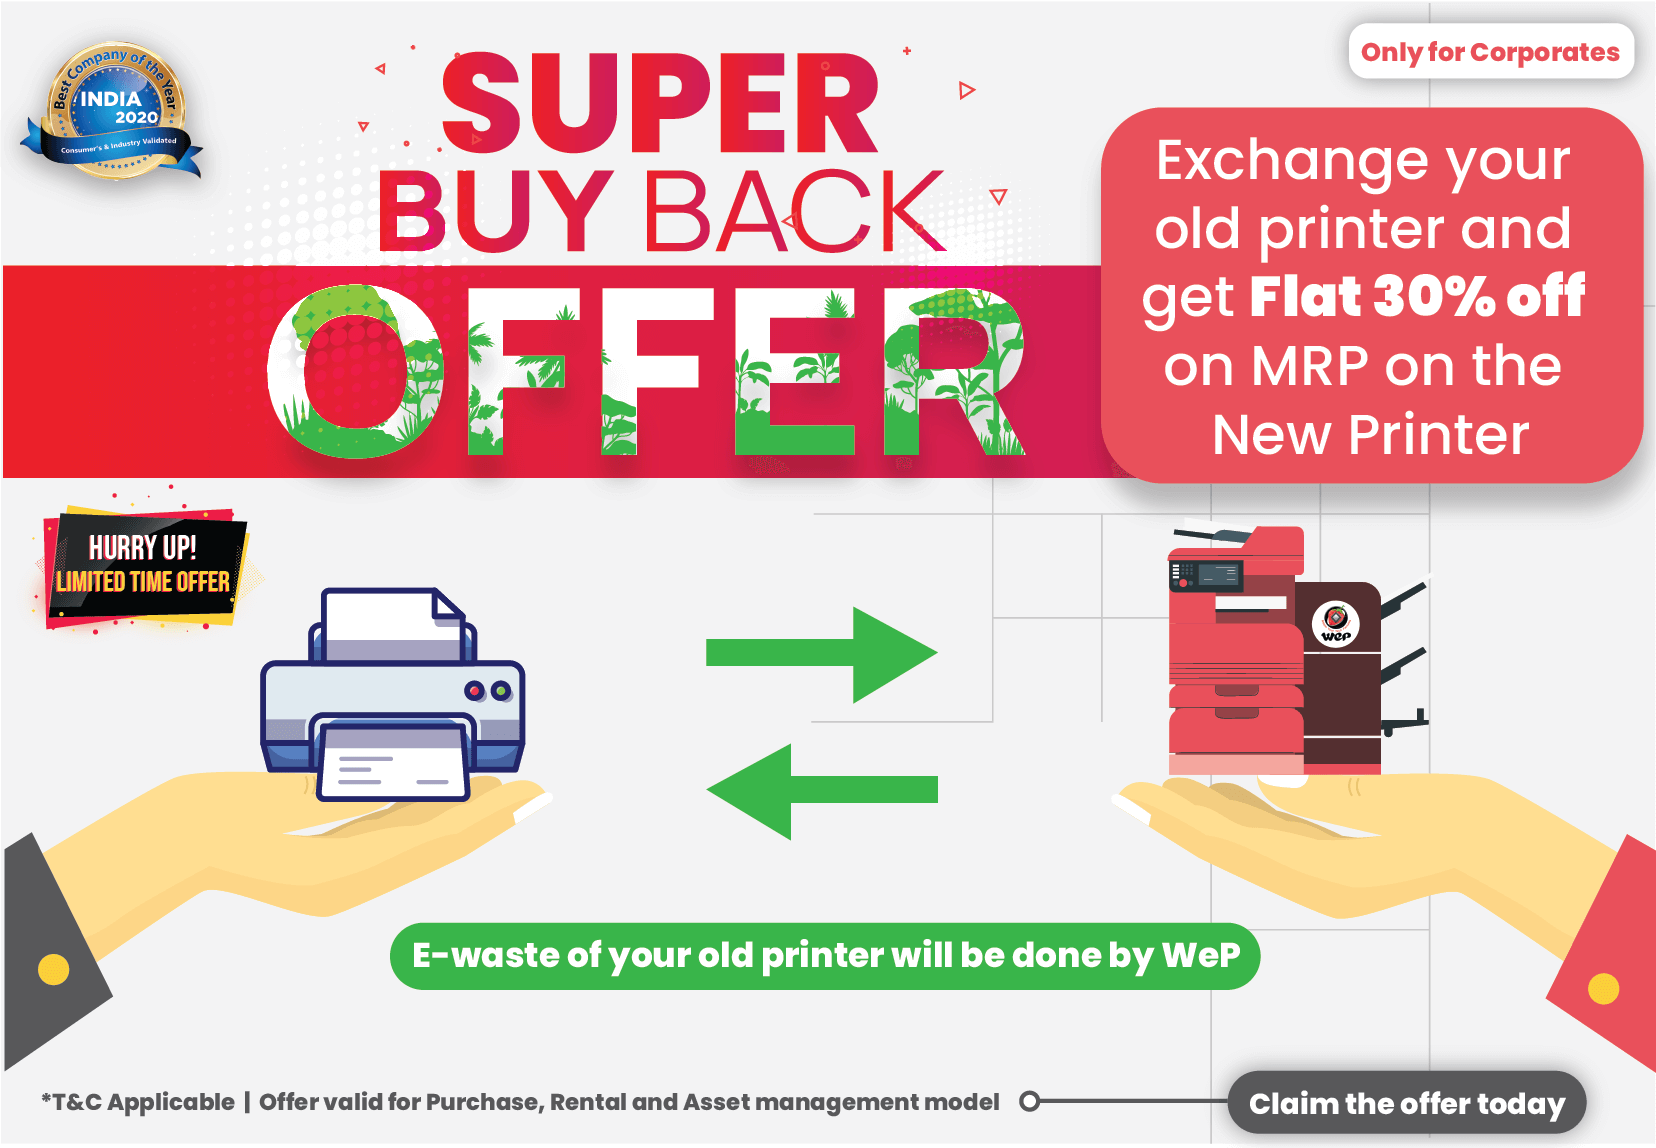 Best Company of the Year
INDIA
2020
Consumer's & Industry Validated
SUPER
BUY BACK
OFFER
Only for Corporates
Exchange your
old printer and
get Flat 30% off
on MRP on the
New Printer
HURRY UP!
LIMITED TIME OFFER
WeP
E-waste of your old printer will be done by WeP
*T&C Applicable | Offer valid for Purchase, Rental and Asset management model
Claim the offer today